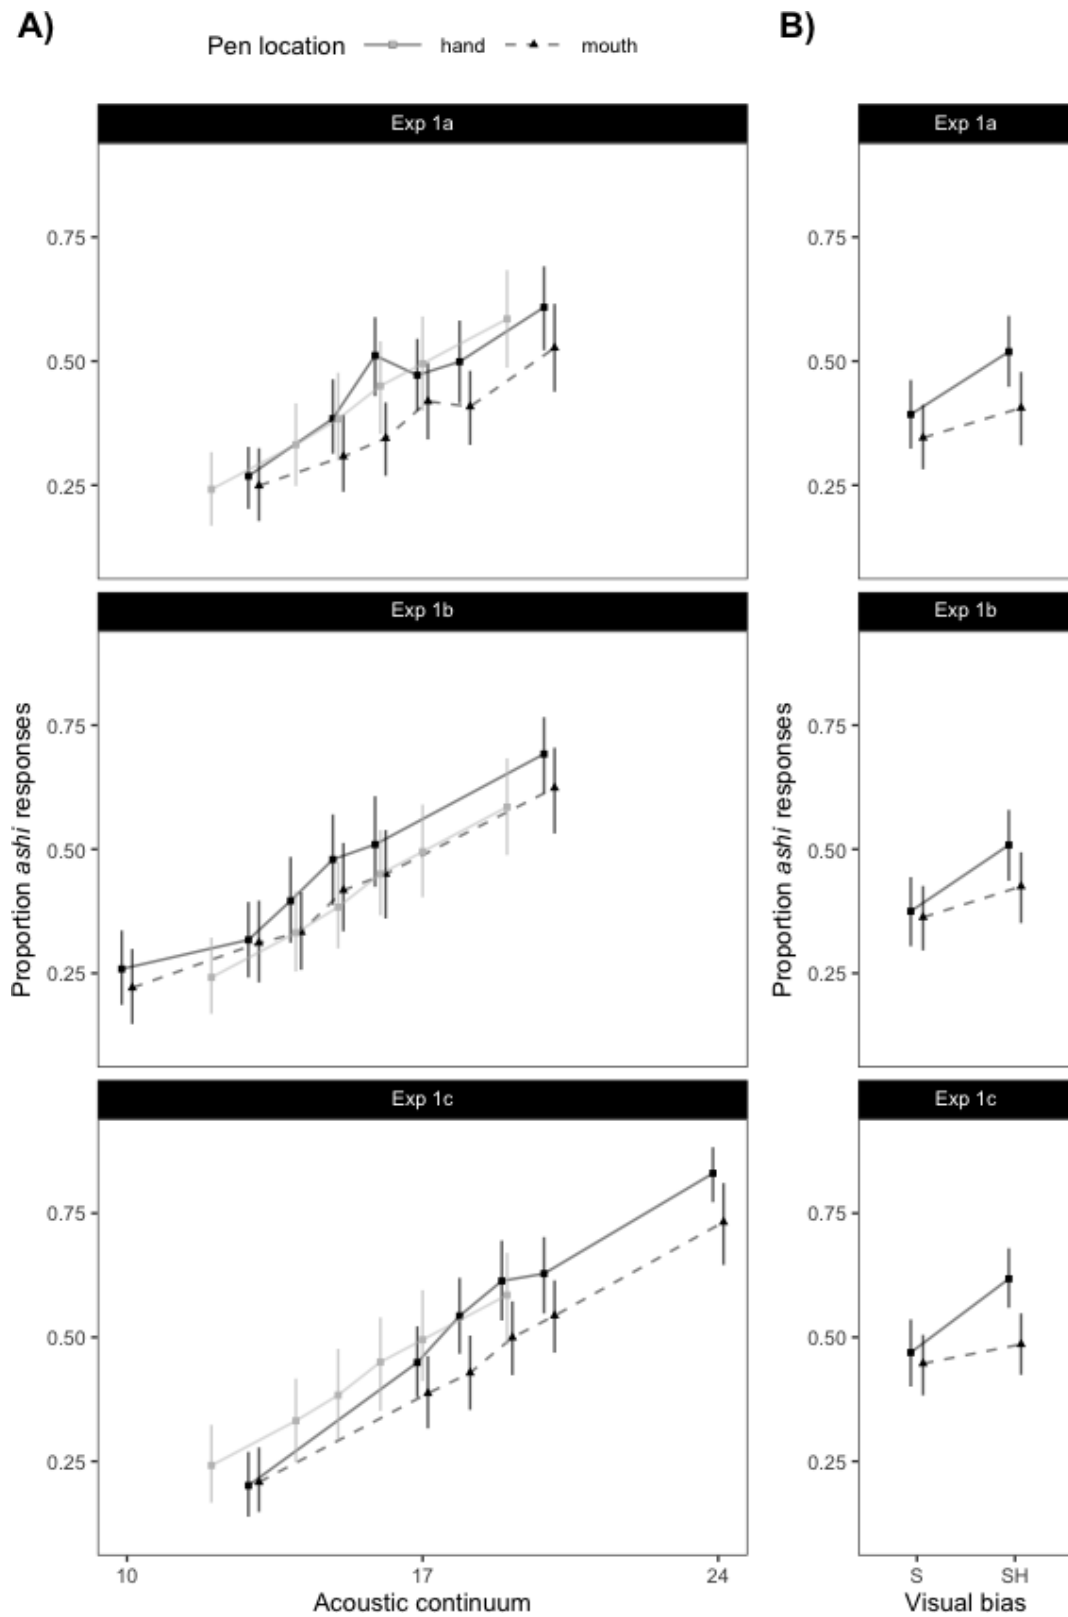 A)
Pen location hand mouth
Exp 1a
0.75
0.50
0.25
Exp 1b
0.75
0.50
0.25
Exp 1c
0.75
0.50
0.25
10 17 24
Acoustic continuum
Proportion ashi responses
B)
Exp 1a
0.75
0.50
0.25
Exp 1b
0.75
0.50
0.25
Exp 1c
0.75
0.50
0.25
S SH
Visual bias
Proportion ashi responses